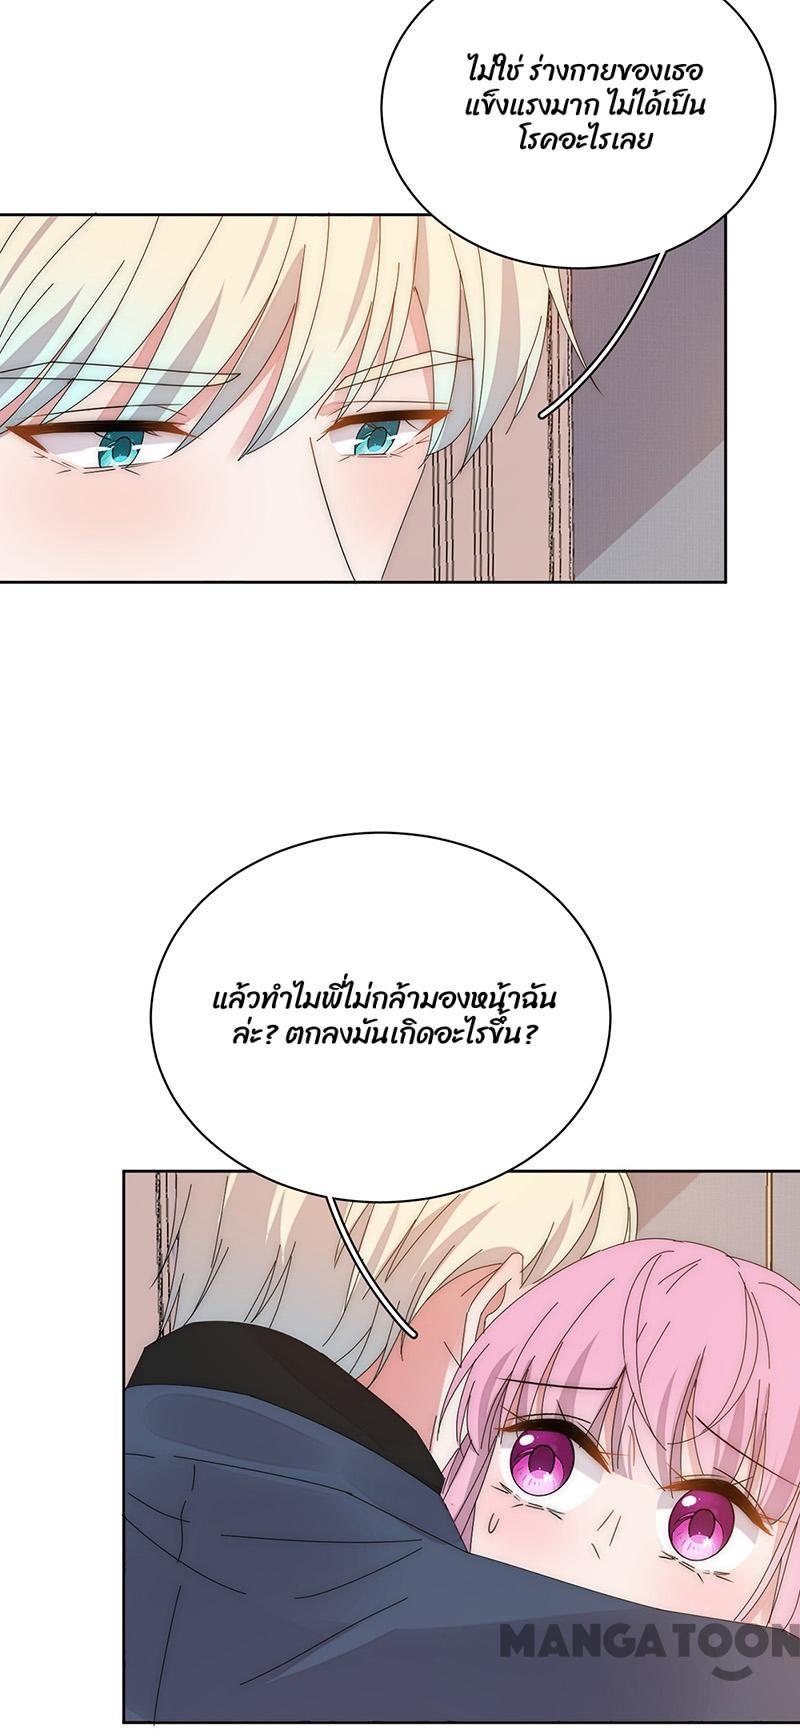 ไม่ใช่ ร่างกายของเธอ
แข็งแรงมาก ไม่ได้เป็น
โรคอะไรเลย
แล้วทำไมพี่ไม่กล้ามองหน้าฉัน
ล่ะ? ตกลงมันเกิดอะไรขึ้น?
MANGATOON